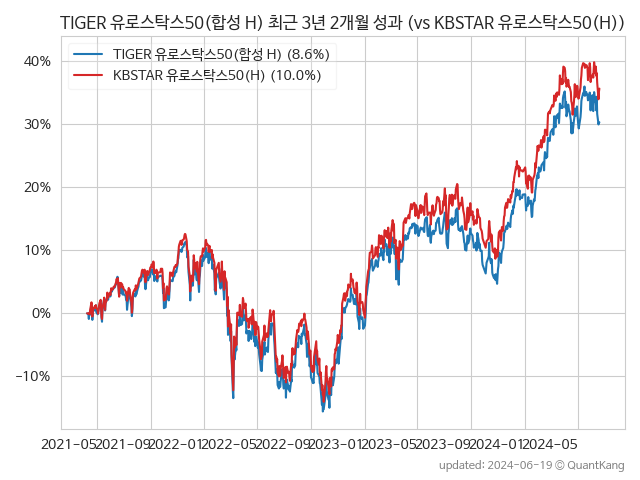 TIGER 유로스탁스50(합성 H) 최근 3년 2개월 성과 (vs KBSTAR 유로스탁스50(H))
TIGER 유로스탁스50(합성 H) (8.6%)
KBSTAR 유로스탁스50(H) (10.0%)
40%
30%
20%
10%
0%
−10%
2021-05 2021-09 2022-01 2022-05 2022-09 2023-01 2023-05 2023-09 2024-01 2024-05
updated: 2024-06-19 © QuantKang